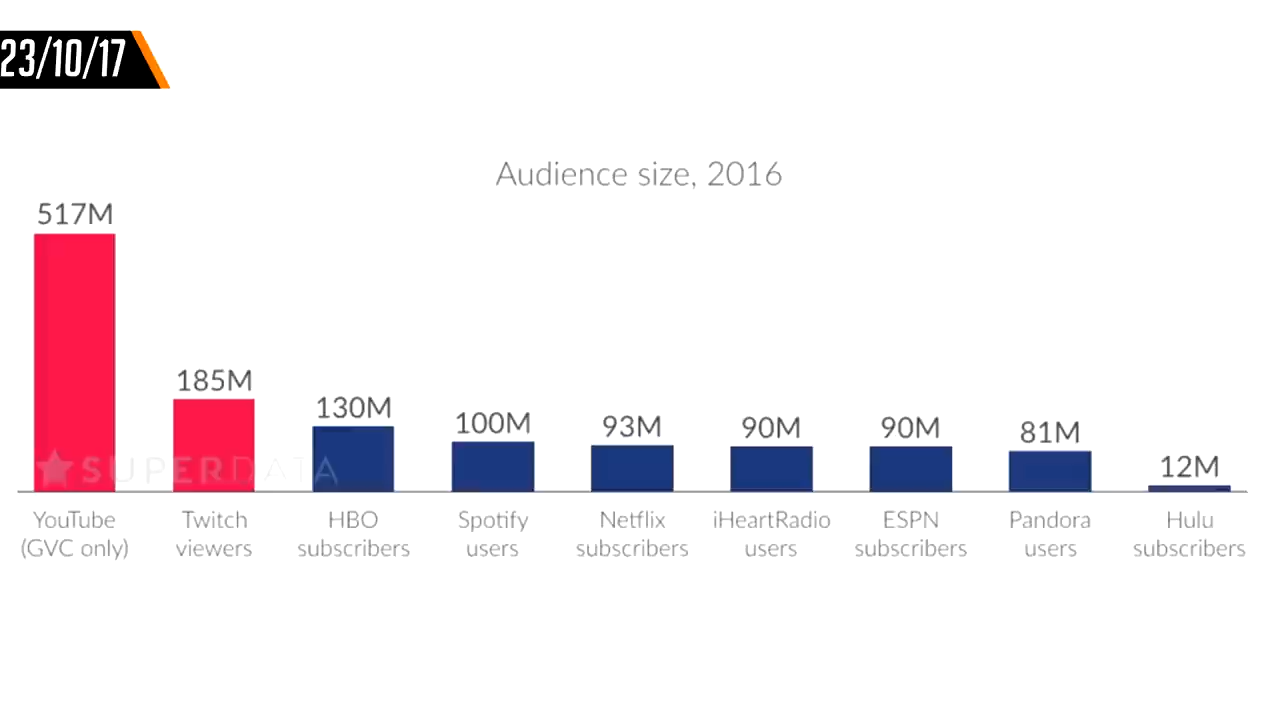 23/10/17
Audience size, 2016
517M
185M
130M
100M
93M
90M
90M
81M
12M
SUPERDATA
YouTube
(GVC only)
Twitch
viewers
HBO
subscribers
Spotify
users
Netflix
subscribers
iHeartRadio
users
ESPN
subscribers
Pandora
users
Hulu
subscribers